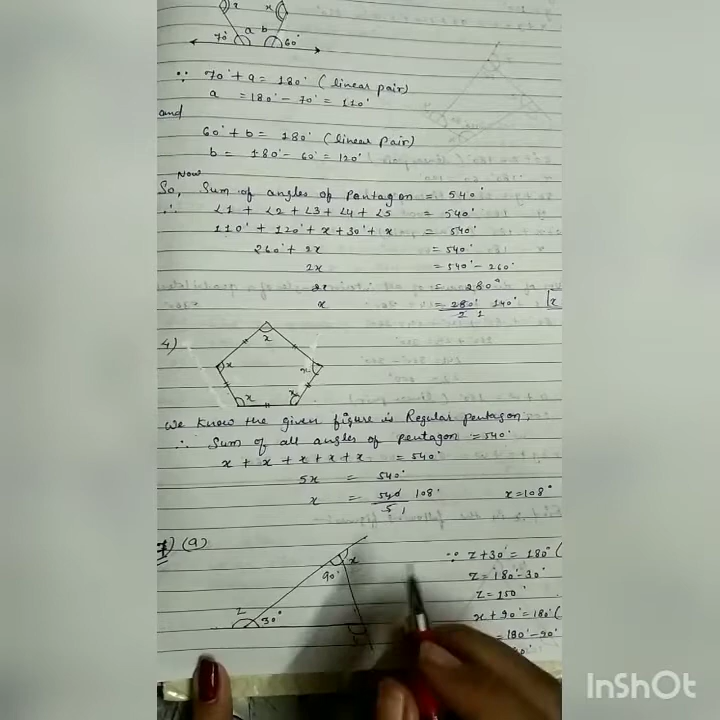 x x
70° a b 60°
∵ 70° + a = 180° (linear pair)
a = 180° - 70° = 110°
and
60° + b = 180° (linear pair)
b = 180° - 60° = 120°
Now
So, Sum of angles of Pentagon = 540°
∴ ∠1 + ∠2 + ∠3 + ∠4 + ∠5 = 540°
110° + 120° + x + 30° + x = 540°
260° + 2x = 540°
2x = 540° - 260°
2x = 280°
x = 280°/2 140° x
1
4)
x
x x
x x
We know the given figure is Regular pentagon.
∴ Sum of all angles of pentagon = 540°
x + x + x + x + x = 540°
5x = 540°
x = 540/5 108° x = 108°
1
(a)
90° x
z 30°
∵ z + 30° = 180° (
z = 180° - 30°
z = 150°
x + 90° = 180° (
= 180° - 90°
90°
InShOt